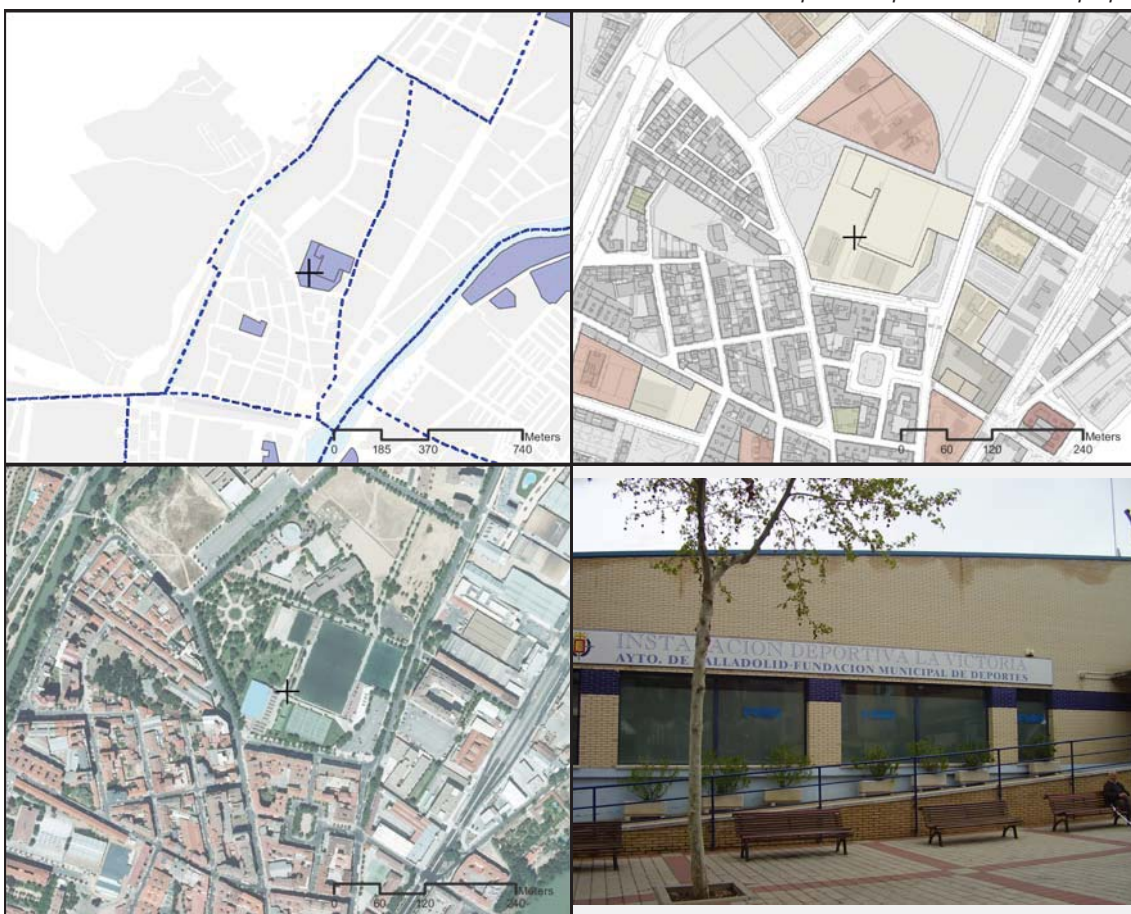 Meters
0 185 370 740
Meters
0 60 120 240
Meters
0 60 120 240
INSTALACION DEPORTIVA LA VICTORIA
AYTO. DE VALLADOLID-FUNDACION MUNICIPAL DE DEPORTES